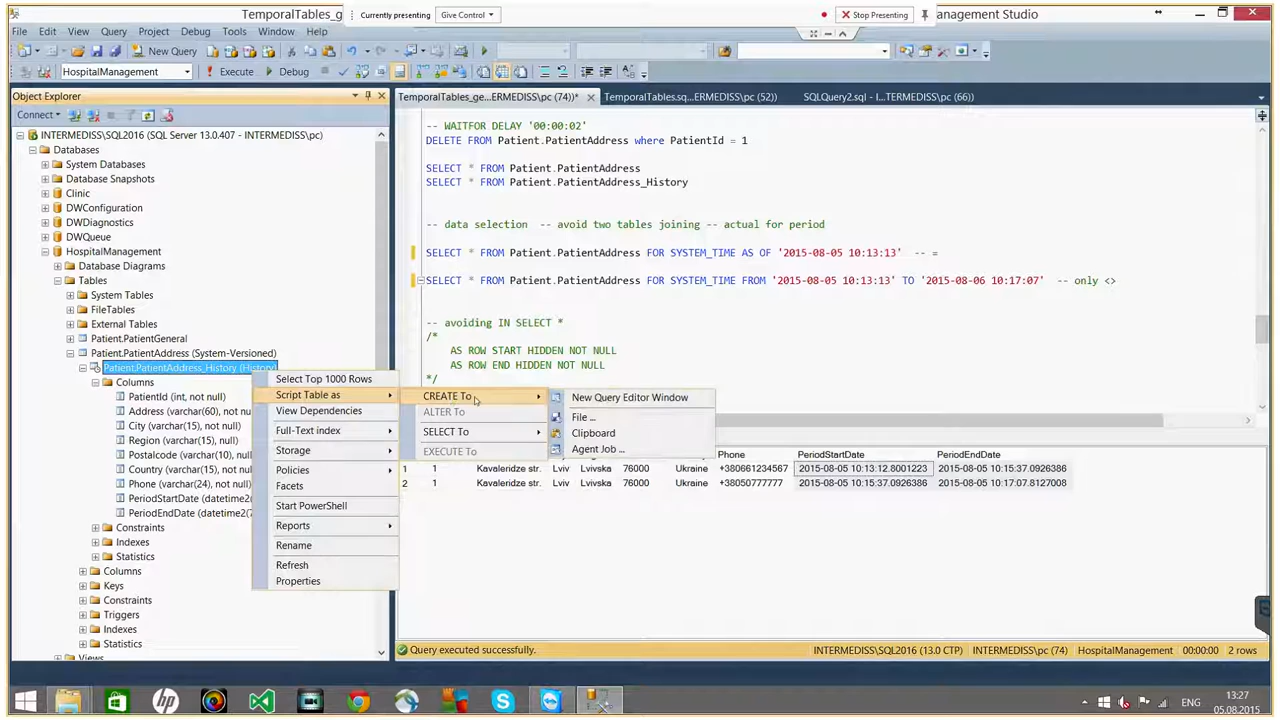 TemporalTables_g
Currently presenting
Give Control
Stop Presenting
anagement Studio
File Edit View Query Project Debug Tools Window Help
New Query
HospitalManagement
Execute
Debug
Object Explorer
TemporalTables_ge...ERMEDISS\pc (74))*
TemporalTables.sq...ERMEDISS\pc (52))
SQLQuery2.sql - I...TERMEDISS\pc (66))
Connect
INTERMEDISS\SQL2016 (SQL Server 13.0.407 - INTERMEDISS\pc)
Databases
System Databases
Database Snapshots
Clinic
DWConfiguration
DWDiagnostics
DWQueue
HospitalManagement
Database Diagrams
Tables
System Tables
FileTables
External Tables
Patient.PatientGeneral
Patient.PatientAddress (System-Versioned)
Patient.PatientAddress_History (History)
Columns
PatientId (int, not null)
Address (varchar(60), not nu
City (varchar(15), not null)
Region (varchar(15), null)
Postalcode (varchar(10), null
Country (varchar(15), not nu
Phone (varchar(24), not null
PeriodStartDate (datetime2(
PeriodEndDate (datetime2(7
Constraints
Indexes
Statistics
Columns
Keys
Constraints
Triggers
Indexes
Statistics
Views
-- WAITFOR DELAY '00:00:02'
DELETE FROM Patient.PatientAddress where PatientId = 1
SELECT * FROM Patient.PatientAddress
SELECT * FROM Patient.PatientAddress_History
-- data selection -- avoid two tables joining -- actual for period
SELECT * FROM Patient.PatientAddress FOR SYSTEM_TIME AS OF '2015-08-05 10:13:13' -- =
SELECT * FROM Patient.PatientAddress FOR SYSTEM_TIME FROM '2015-08-05 10:13:13' TO '2015-08-06 10:17:07' -- only <>
-- avoiding IN SELECT *
/*
AS ROW START HIDDEN NOT NULL
AS ROW END HIDDEN NOT NULL
*/
Select Top 1000 Rows
Script Table as
View Dependencies
Full-Text index
Storage
Policies
Facets
Start PowerShell
Reports
Rename
Refresh
Properties
CREATE To
ALTER To
SELECT To
EXECUTE To
New Query Editor Window
File ...
Clipboard
Agent Job ...
Phone PeriodStartDate PeriodEndDate
1 1 Kavaleridze str. Lviv Lvivska 76000 Ukraine +380661234567 2015-08-05 10:13:12.8001223 2015-08-05 10:15:37.0926386
2 1 Kavaleridze str. Lviv Lvivska 76000 Ukraine +38050777777 2015-08-05 10:15:37.0926386 2015-08-05 10:17:07.8127008
Query executed successfully.
INTERMEDISS\SQL2016 (13.0 CTP)
INTERMEDISS\pc (74)
HospitalManagement
00:00:00
2 rows
hp
ENG
13:27
05.08.2015